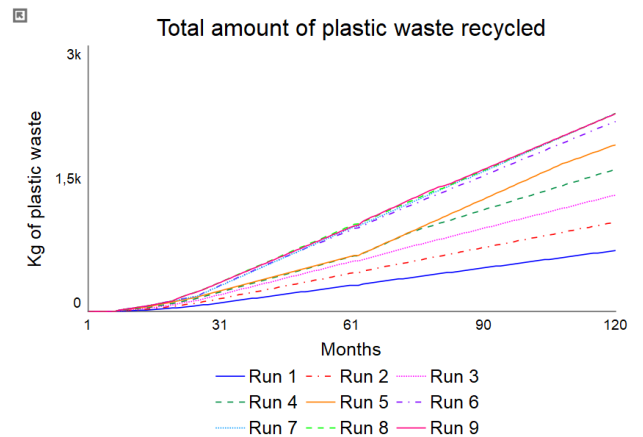 Total amount of plastic waste recycled
3k
1,5k
0
Kg of plastic waste
1 31 61 90 120
Months
Run 1 Run 2 Run 3
Run 4 Run 5 Run 6
Run 7 Run 8 Run 9